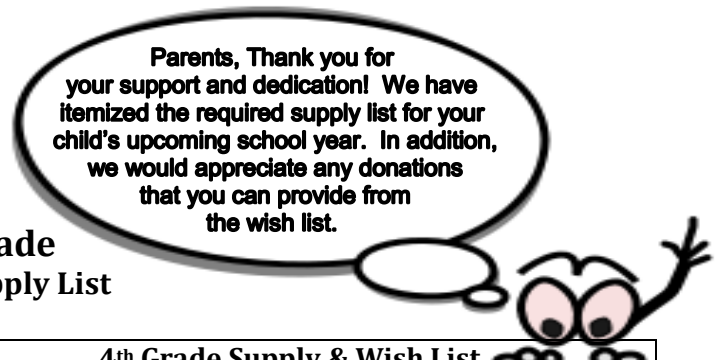 Parents, Thank you for
your support and dedication!  We have
itemized the required supply list for your
child's upcoming school year.  In addition,
we would appreciate any donations
that you can provide from
the wish list.
ade
pply List
4th Grade Supply & Wish List